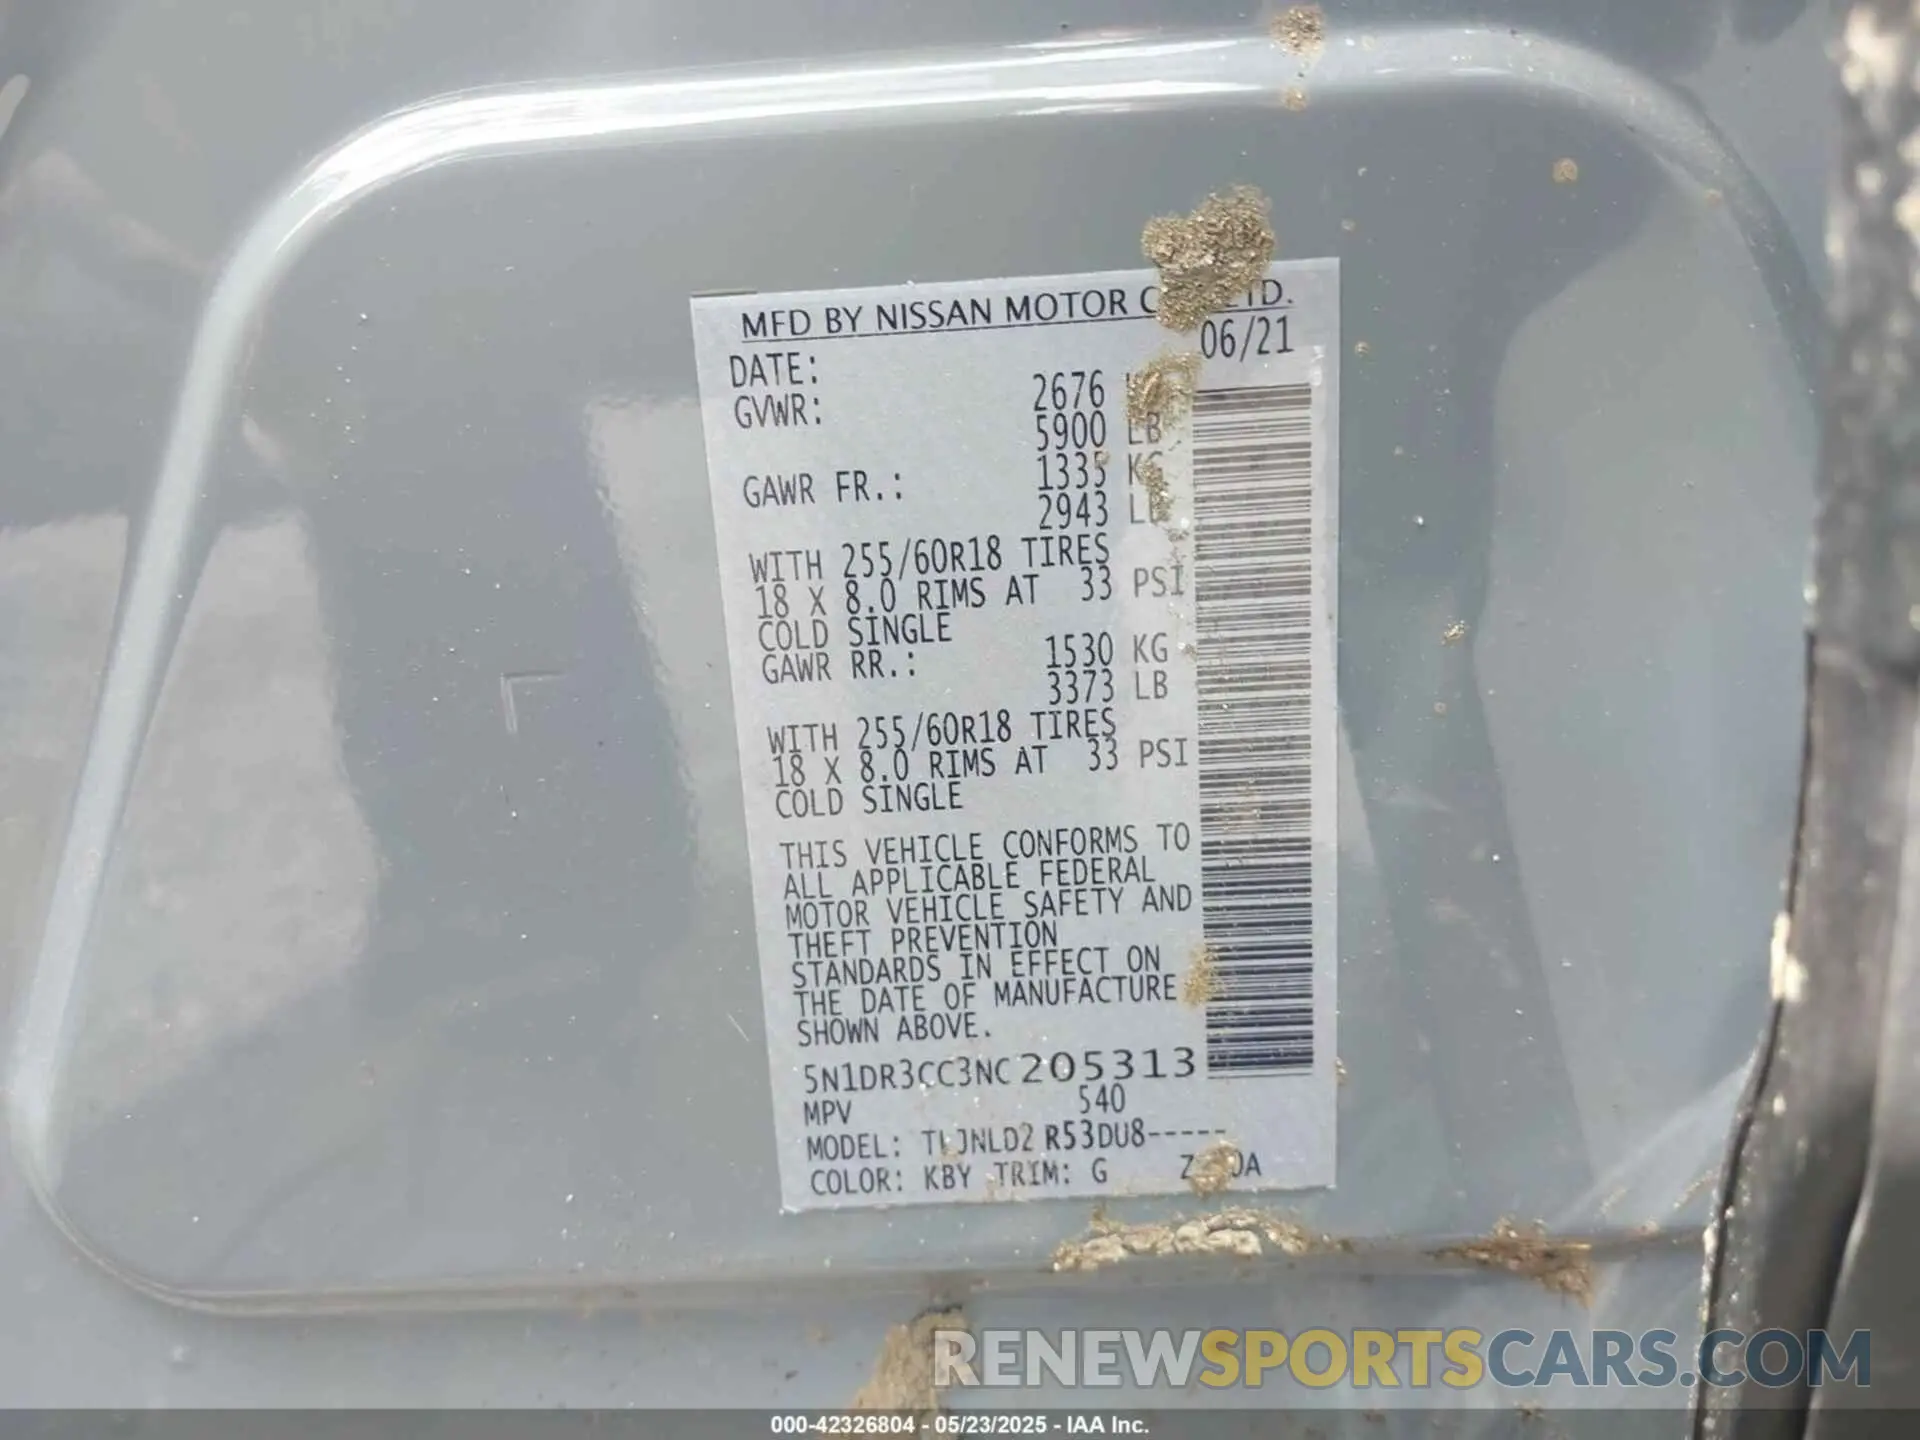 MFD BY NISSAN MOTOR LTD.
DATE: 06/21
GVWR: 2676
5900 LB
GAWR FR.: 1335 KG
2943 LB
WITH 255/60R18 TIRES
18 X 8.0 RIMS AT 33 PSI
COLD SINGLE
GAWR RR.: 1530 KG
3373 LB
WITH 255/60R18 TIRES
18 X 8.0 RIMS AT 33 PSI
COLD SINGLE
THIS VEHICLE CONFORMS TO
ALL APPLICABLE FEDERAL
MOTOR VEHICLE SAFETY AND
THEFT PREVENTION
STANDARDS IN EFFECT ON
THE DATE OF MANUFACTURE
SHOWN ABOVE.
5N1DR3CC3NC205313
MPV 540
MODEL: R53DU8-----
COLOR: KBY TRIM: G
RENEWSPORTSCARS.COM
000-42326804 - 05/23/2025 - IAA Inc.